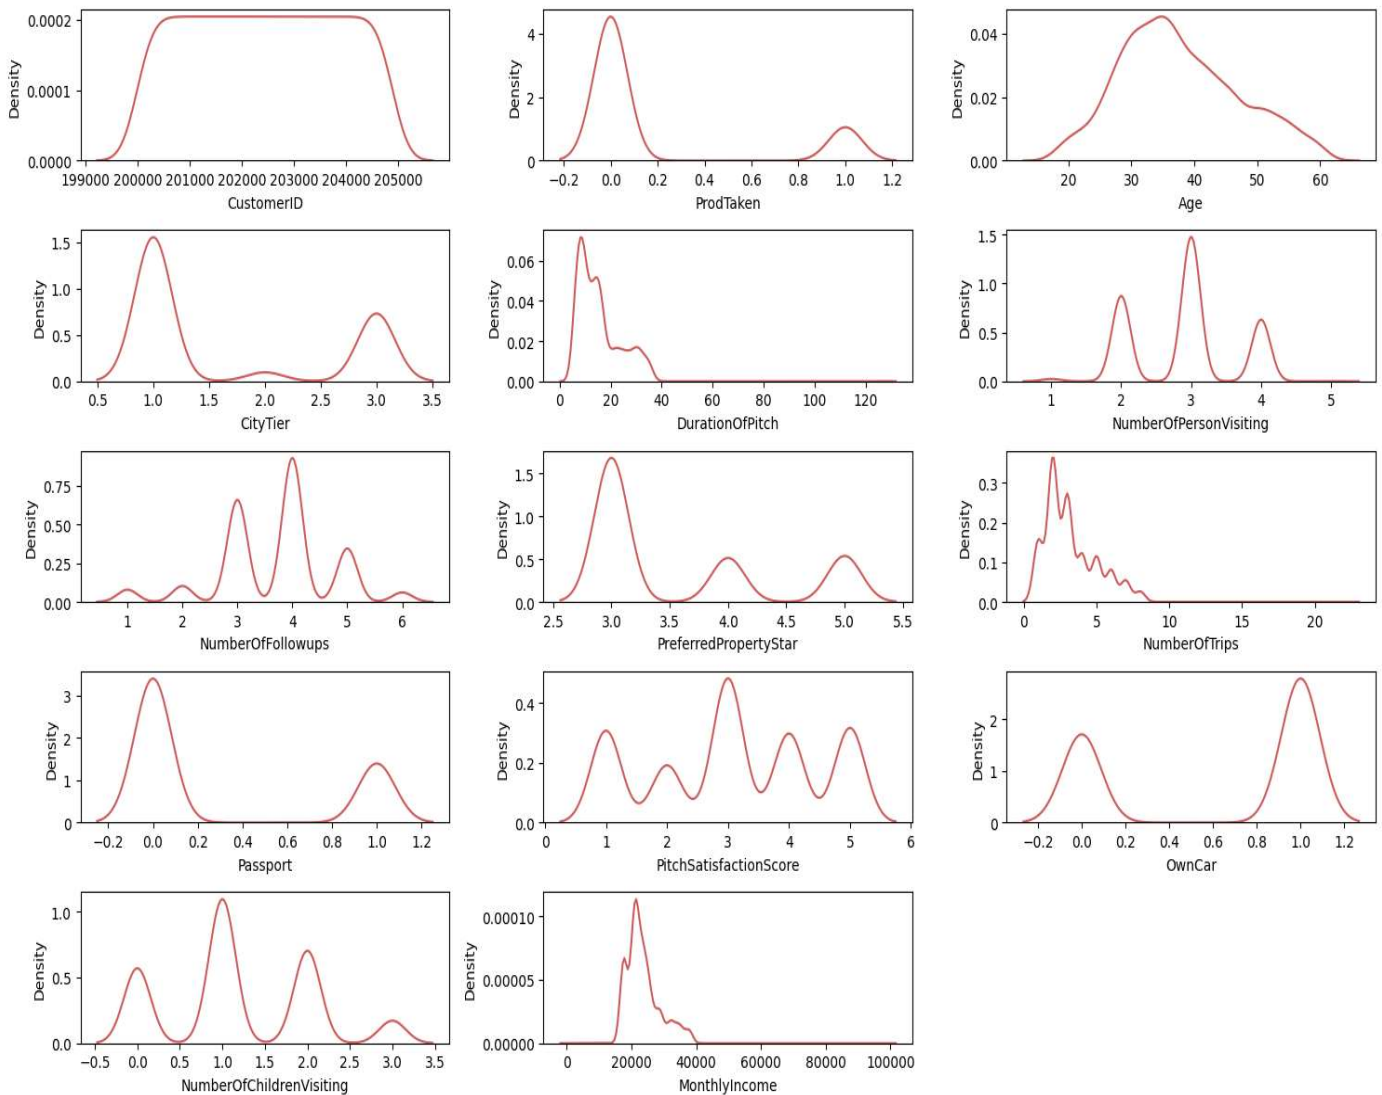 0.0002
0.0001
0.0000
Density
199000 200000 201000 202000 203000 204000 205000
CustomerID
4
2
0
Density
−0.2 0.0 0.2 0.4 0.6 0.8 1.0 1.2
ProdTaken
0.04
0.02
0.00
Density
20 30 40 50 60
Age
1.5
1.0
0.5
0.0
Density
0.5 1.0 1.5 2.0 2.5 3.0 3.5
CityTier
0.06
0.04
0.02
0.00
Density
0 20 40 60 80 100 120
DurationOfPitch
1.5
1.0
0.5
0.0
Density
1 2 3 4 5
NumberOfPersonVisiting
0.75
0.50
0.25
0.00
Density
1 2 3 4 5 6
NumberOfFollowups
1.5
1.0
0.5
0.0
Density
2.5 3.0 3.5 4.0 4.5 5.0 5.5
PreferredPropertyStar
0.3
0.2
0.1
0.0
Density
0 5 10 15 20
NumberOfTrips
3
2
1
0
Density
−0.2 0.0 0.2 0.4 0.6 0.8 1.0 1.2
Passport
0.4
0.2
0.0
Density
0 1 2 3 4 5 6
PitchSatisfactionScore
2
1
0
Density
−0.2 0.0 0.2 0.4 0.6 0.8 1.0 1.2
OwnCar
1.0
0.5
0.0
Density
−0.5 0.0 0.5 1.0 1.5 2.0 2.5 3.0 3.5
NumberOfChildrenVisiting
0.00010
0.00005
0.00000
Density
0 20000 40000 60000 80000 100000
MonthlyIncome